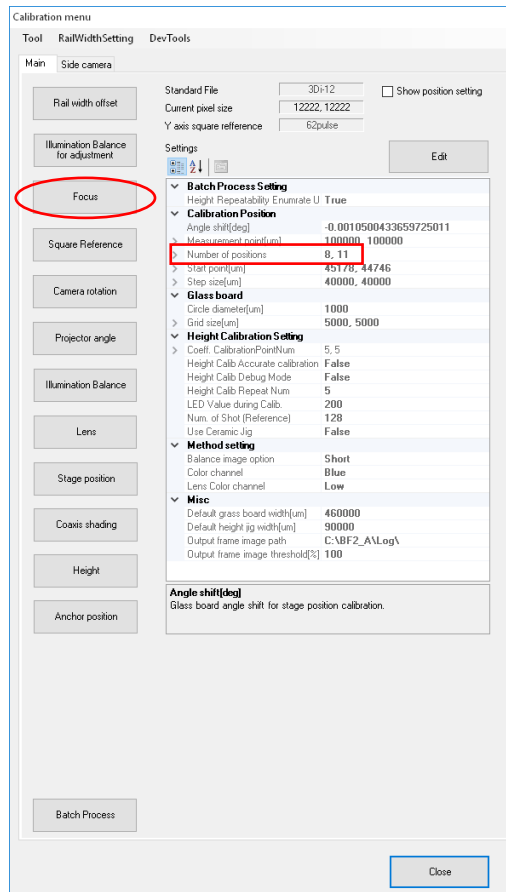 Calibration menu
Tool RailWidthSetting DevTools
Main Side camera
Rail width offset
Illumination Balance
for adjustment
Focus
Square Reference
Camera rotation
Projector angle
Illumination Balance
Lens
Stage position
Coaxis shading
Height
Anchor position
Batch Process
Standard File 3Di-12 Show position setting
Current pixel size 12222, 12222
Y axis square refference 62pulse
Settings
Edit
Batch Process Setting
Height Repeatability Enumrate U True
Calibration Position
Angle shift[deg] -0.0010500433659725011
Measurement point[um] 100000, 100000
Number of positions 8, 11
Start point[um] 45178, 44746
Step size[um] 40000, 40000
Glass board
Circle diameter[um] 1000
Grid size[um] 5000, 5000
Height Calibration Setting
Coeff. CalibrationPointNum 5, 5
Height Calib Accurate calibration False
Height Calib Debug Mode False
Height Calib Repeat Num 5
LED Value during Calib. 200
Num. of Shot (Reference) 128
Use Ceramic Jig False
Method setting
Balance image option Short
Color channel Blue
Lens Color channel Low
Misc
Default grass board width[um] 460000
Default height jig width[um] 90000
Output frame image path C:\BF2_A\Log\
Output frame image threshold[%] 100
Angle shift[deg]
Glass board angle shift for stage position calibration.
Close